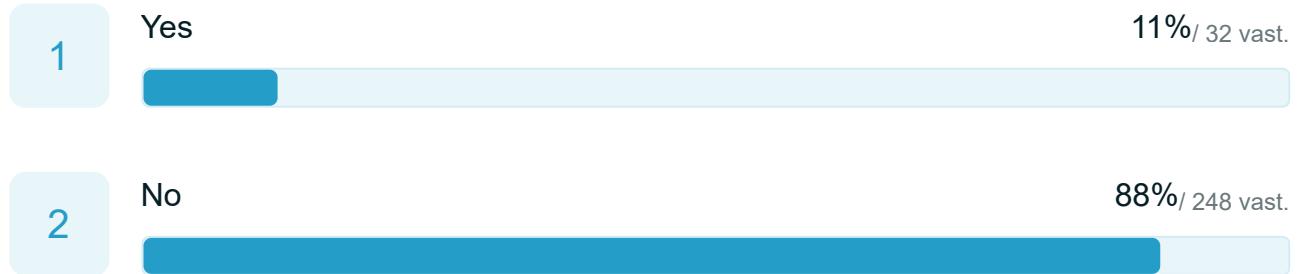 1
Yes
11% / 32 vast.
2
No
88% / 248 vast.